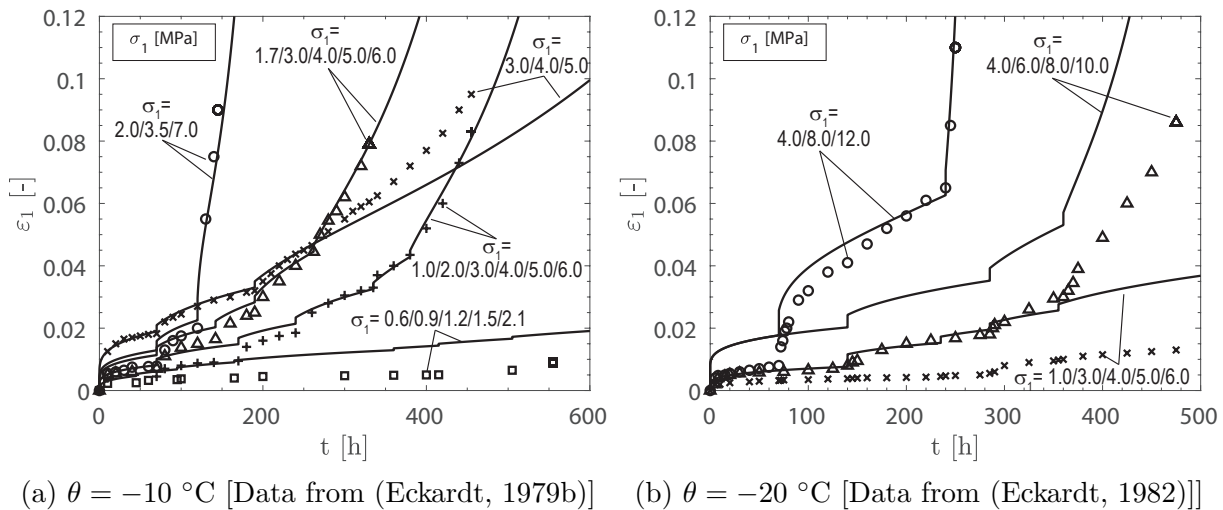 0.12
0.1
0.08
0.06
0.04
0.02
0
ε₁ [-]
0 200 400 600
t [h]
σ₁ [MPa]
σ₁=
2.0/3.5/7.0
σ₁=
1.7/3.0/4.0/5.0/6.0
σ₁=
3.0/4.0/5.0
σ₁=
1.0/2.0/3.0/4.0/5.0/6.0
σ₁= 0.6/0.9/1.2/1.5/2.1
(a) θ = −10 °C [Data from (Eckardt, 1979b)]
0.12
0.1
0.08
0.06
0.04
0.02
0
ε₁ [-]
0 100 200 300 400 500
t [h]
σ₁ [MPa]
σ₁=
4.0/8.0/12.0
σ₁=
4.0/6.0/8.0/10.0
σ₁= 1.0/3.0/4.0/5.0/6.0
(b) θ = −20 °C [Data from (Eckardt, 1982)]]